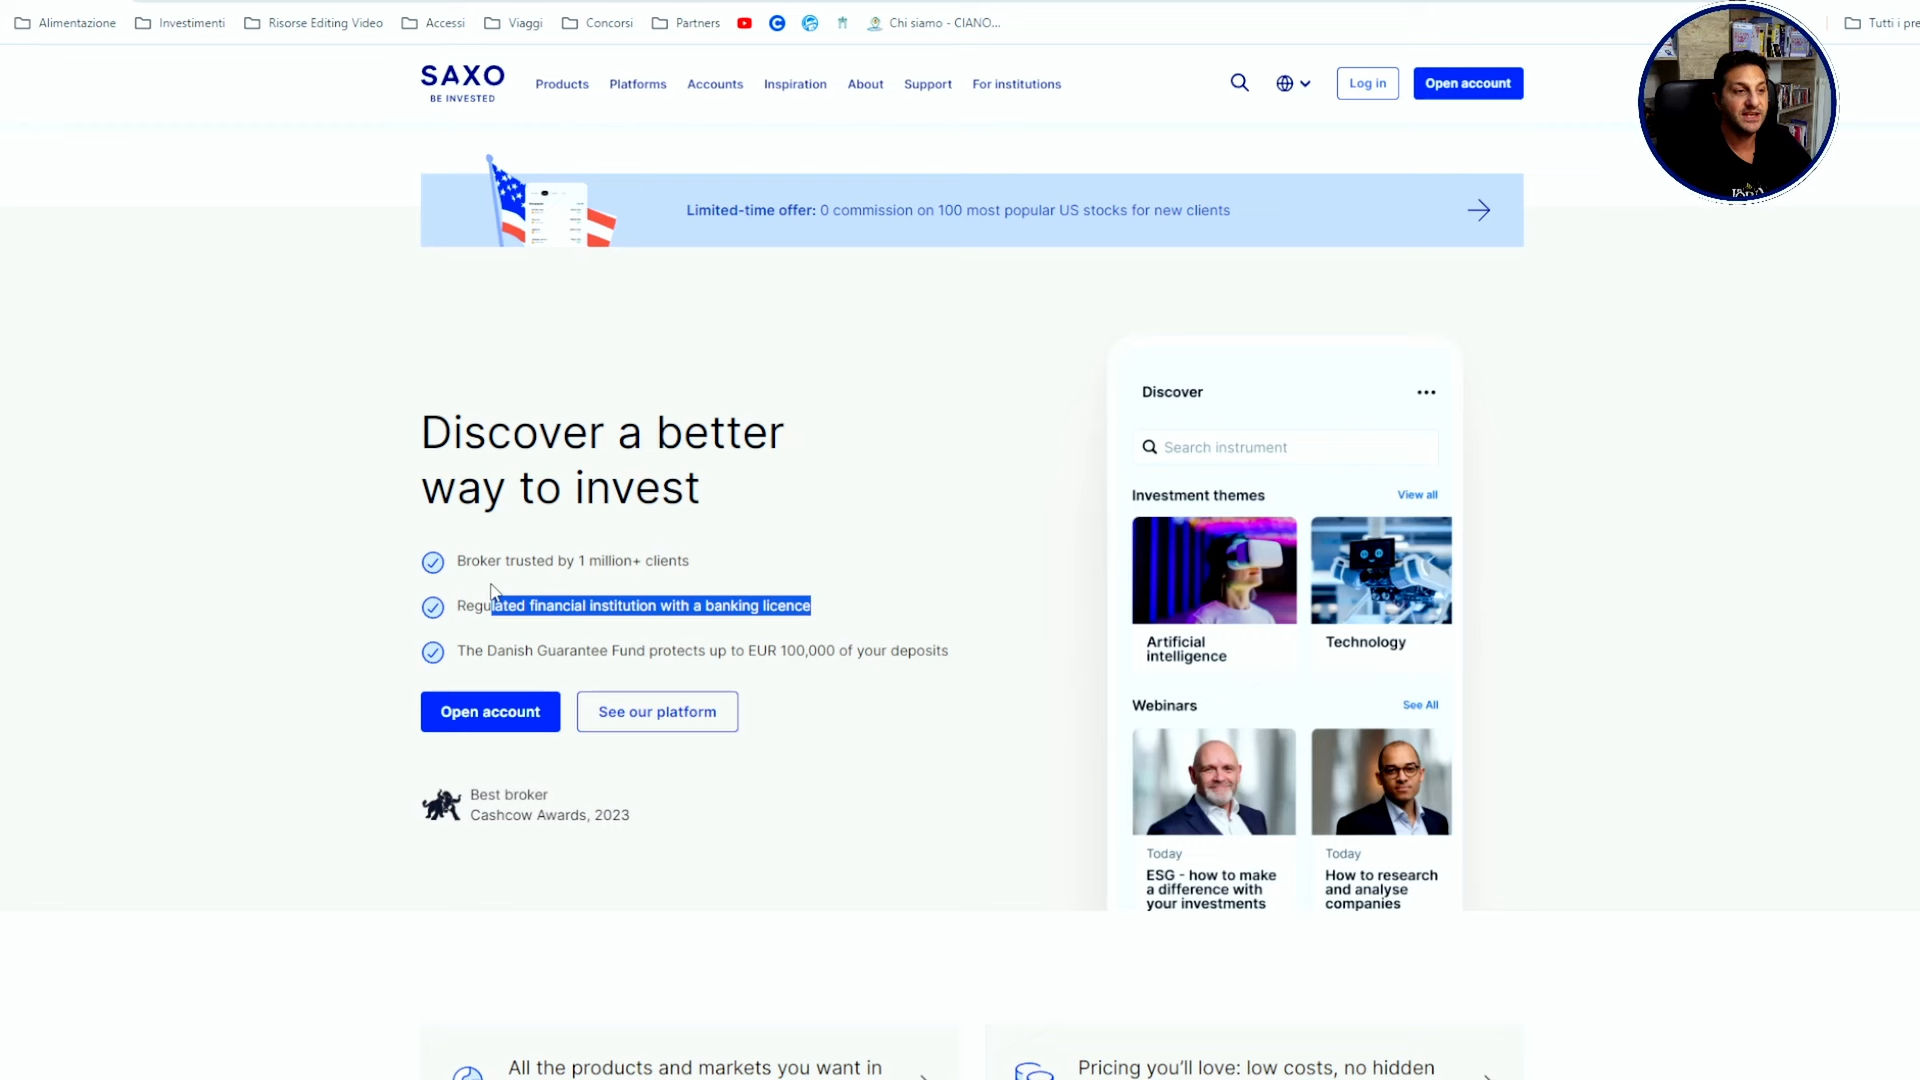 Alimentazione
Investimenti
Risorse Editing Video
Accessi
Viaggi
Concorsi
Partners
Chi siamo - CIANO...
Tutti i pre
SAXO
BE INVESTED
Products
Platforms
Accounts
Inspiration
About
Support
For institutions
Log in
Open account
Limited-time offer: 0 commission on 100 most popular US stocks for new clients
Discover a better
way to invest
Broker trusted by 1 million+ clients
Regulated financial institution with a banking licence
The Danish Guarantee Fund protects up to EUR 100,000 of your deposits
Open account
See our platform
Best broker
Cashcow Awards, 2023
Discover
Search instrument
Investment themes
View all
Artificial
intelligence
Technology
Webinars
See All
Today
ESG - how to make
a difference with
your investments
Today
How to research
and analyse
companies
All the products and markets you want in
Pricing you'll love: low costs, no hidden